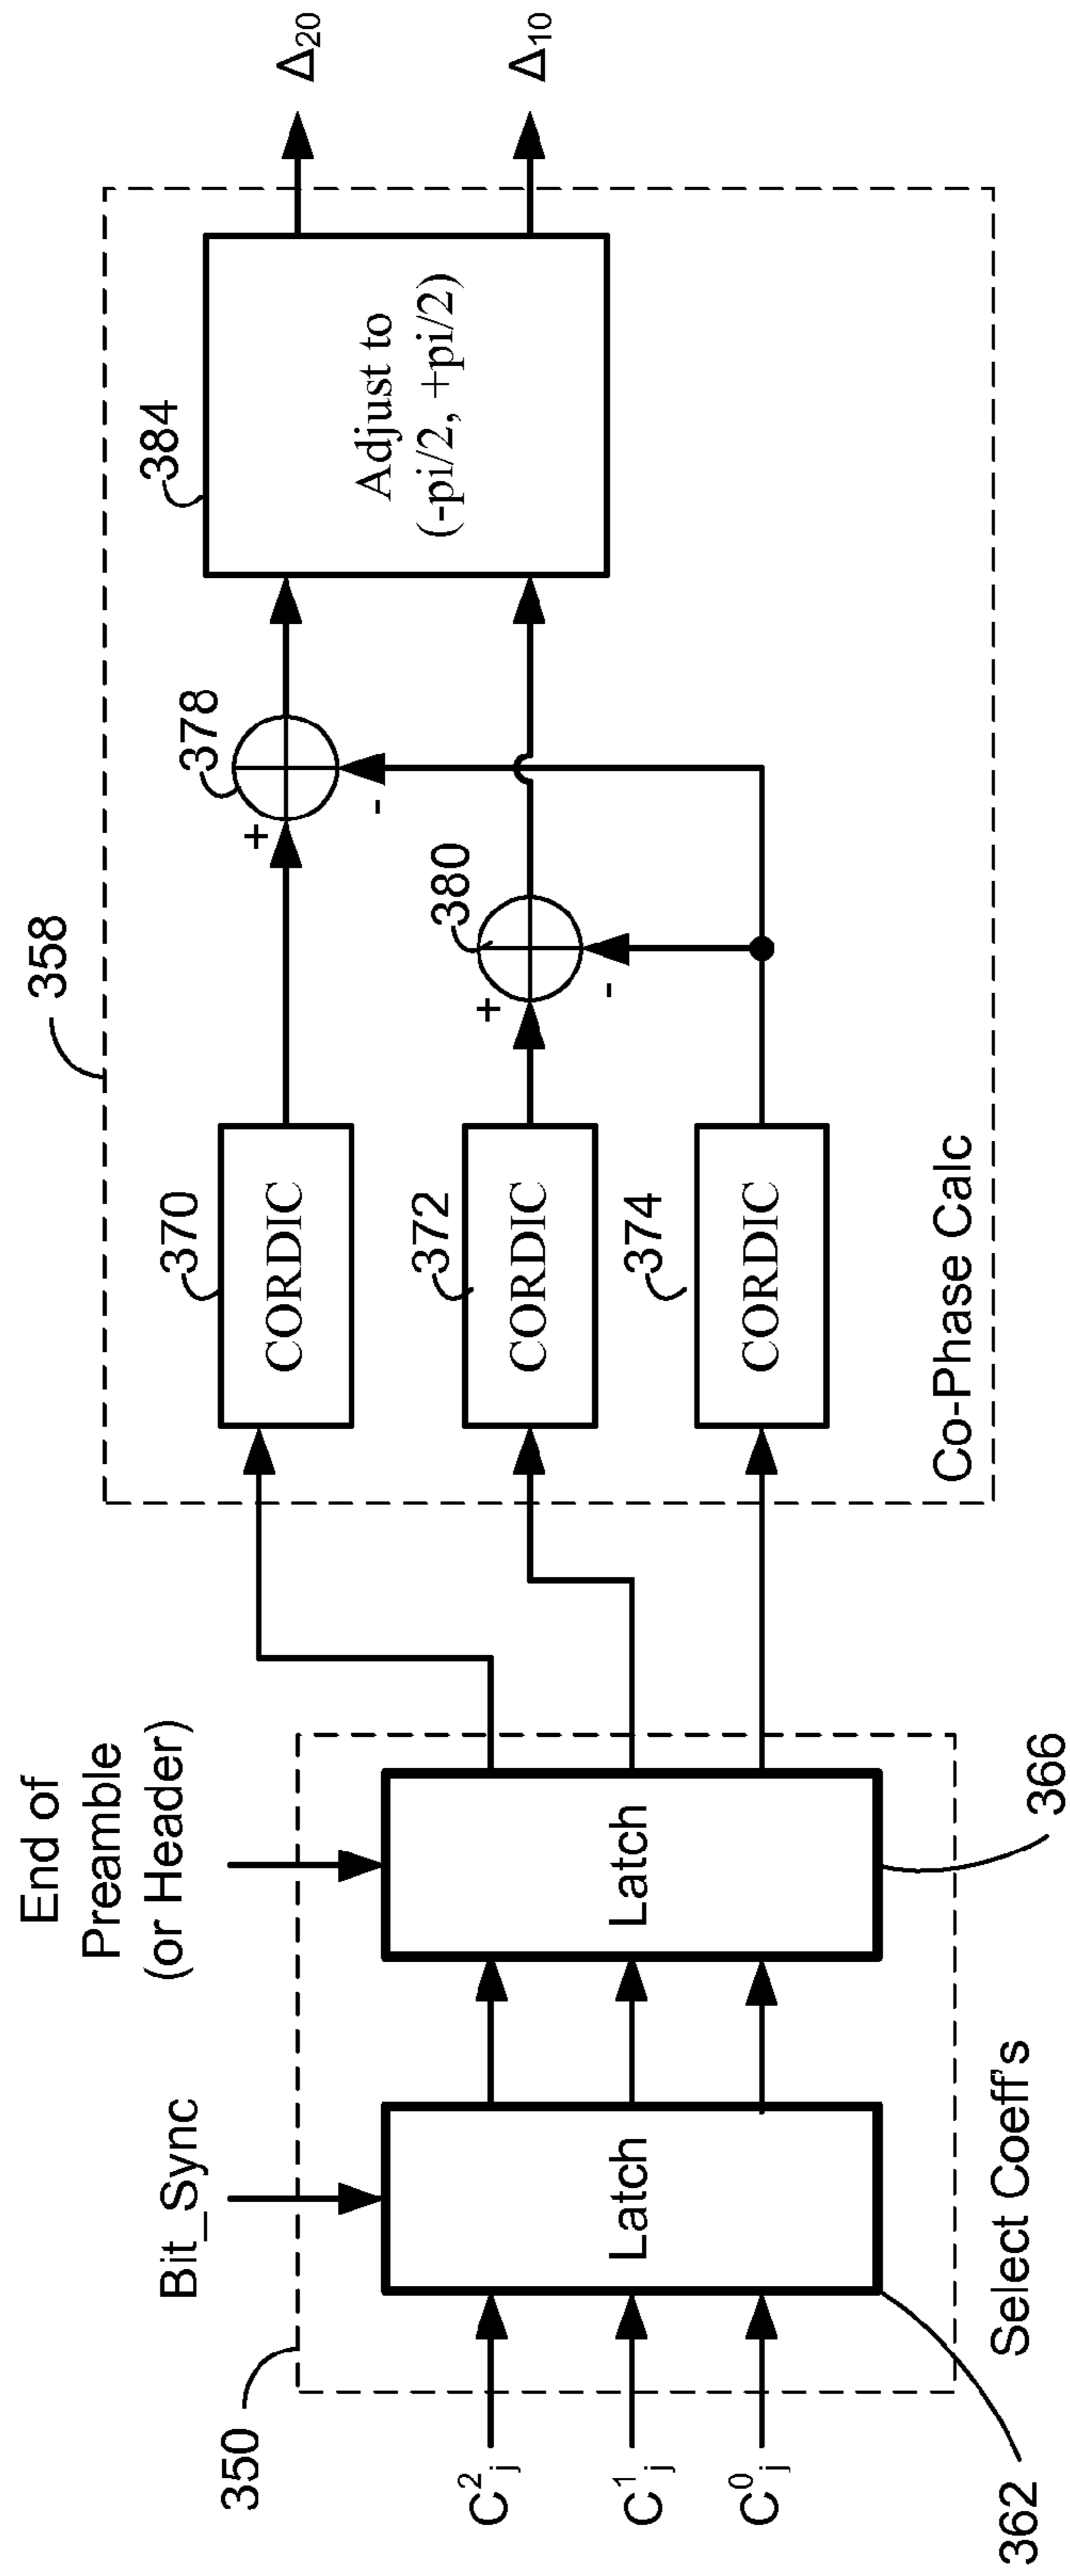 350
Bit_Sync
End of
Preamble
(or Header)
358
C²ⱼ
C¹ⱼ
C⁰ⱼ
Latch
Latch
362
366
Select Coeff's
370
CORDIC
372
CORDIC
374
CORDIC
378
+
-
380
+
-
384
Adjust to
(-pi/2, +pi/2)
Co-Phase Calc
Δ₂₀
Δ₁₀